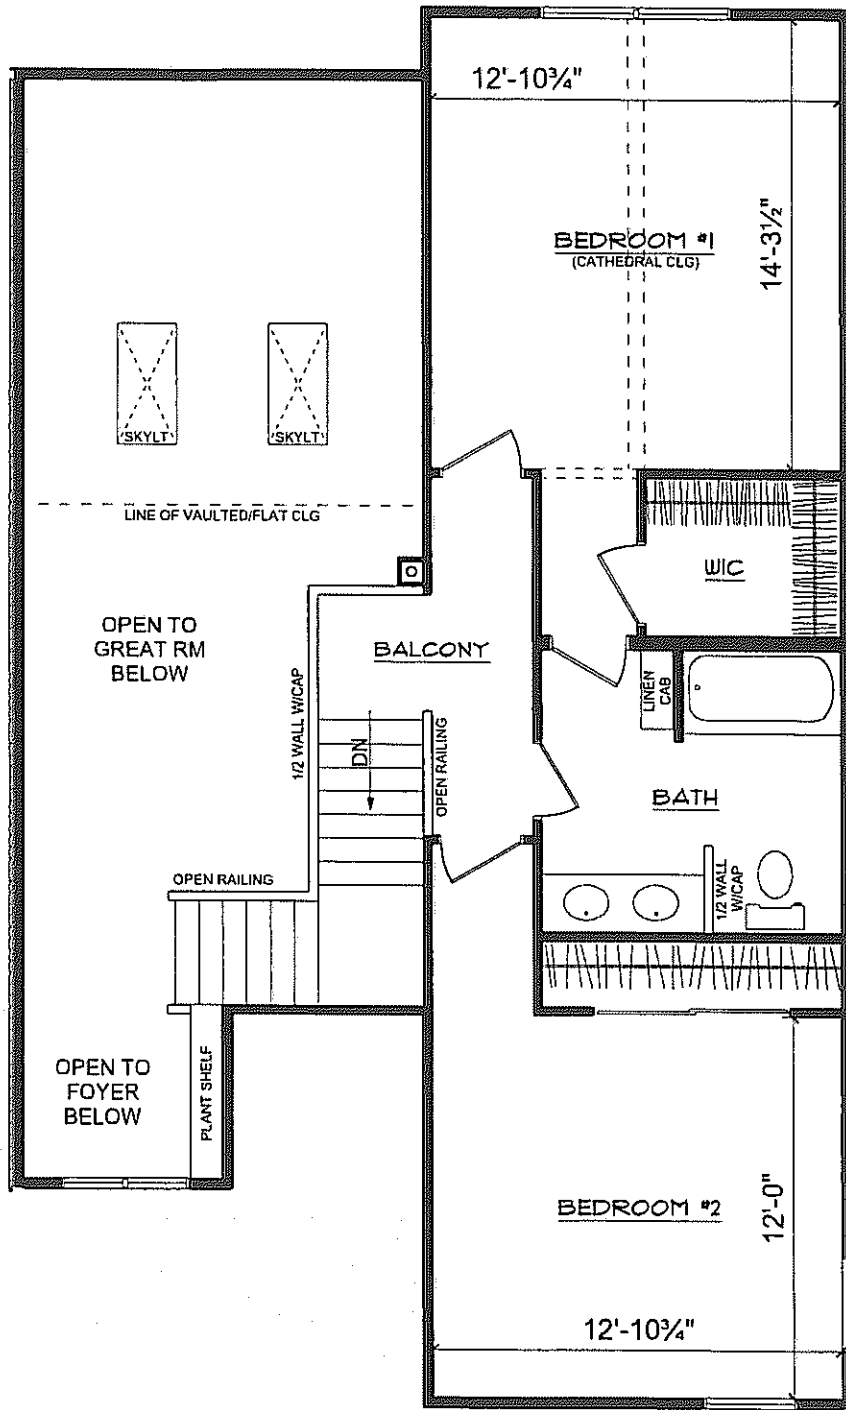 12'-10¾"
14'-3½"
BEDROOM #1
(CATHEDRAL CLG)
SKYLT
SKYLT
LINE OF VAULTED/FLAT CLG
WIC
OPEN TO
GREAT RM
BELOW
BALCONY
1/2 WALL W/CAP
DN
OPEN RAILING
LINEN
CAB
BATH
1/2 WALL
W/CAP
OPEN RAILING
OPEN TO
FOYER
BELOW
PLANT SHELF
BEDROOM #2
12'-0"
12'-10¾"